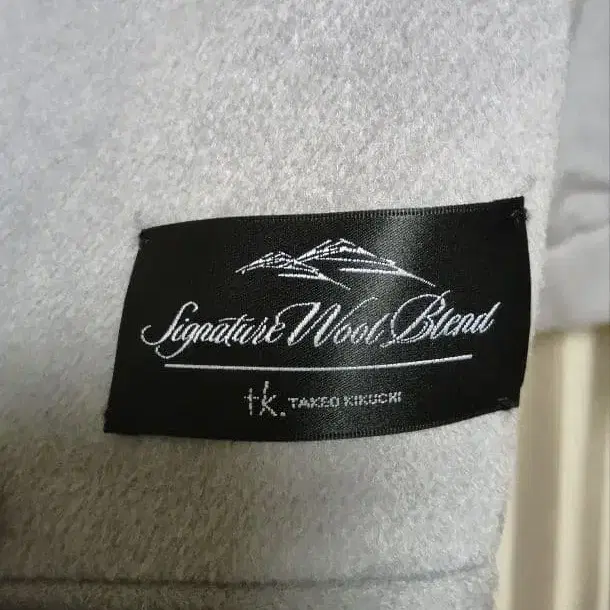 Signature Wool Blend
tk. TAKEO KIKUCHI